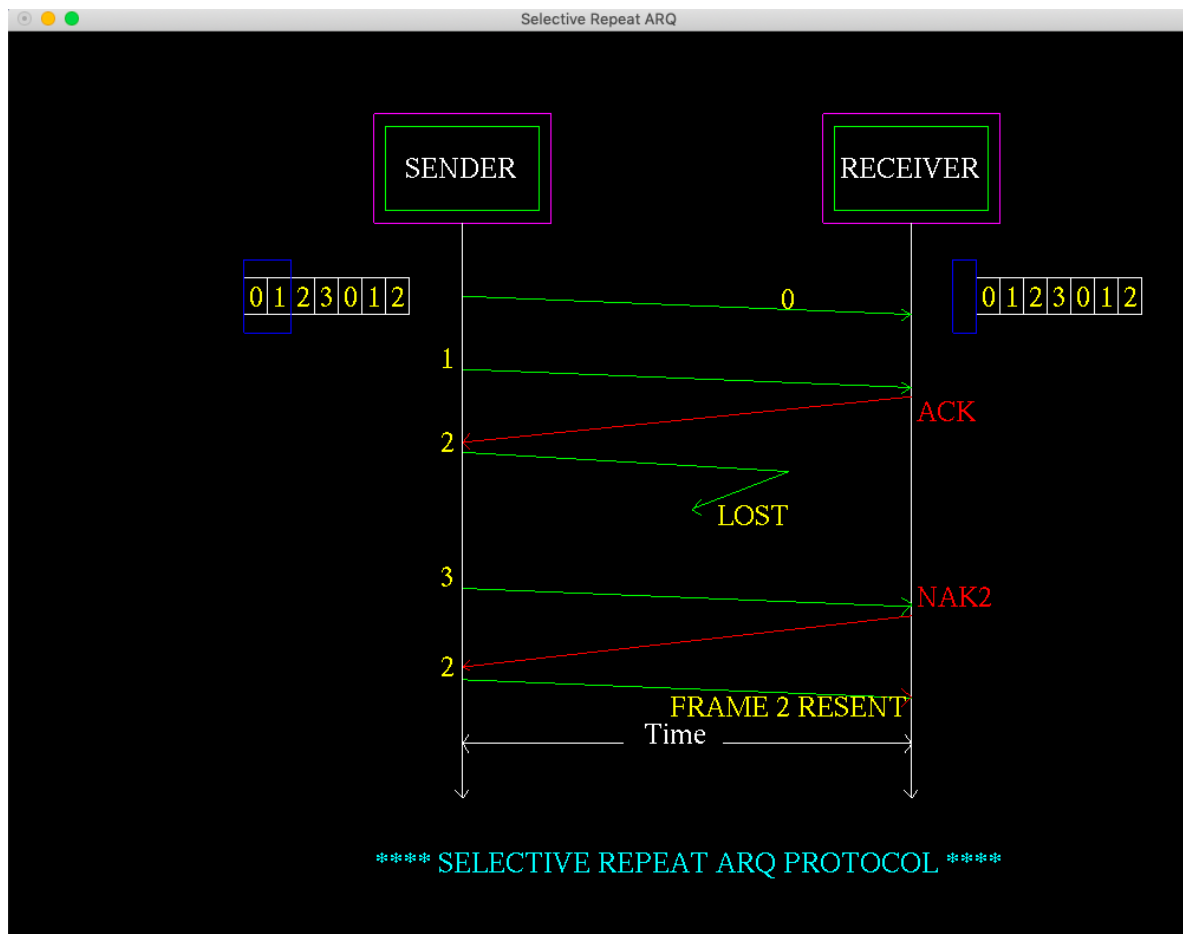 Selective Repeat ARQ
SENDER
RECEIVER
0 1 2 3 0 1 2
0
0 1 2 3 0 1 2
1
ACK
2
LOST
3
NAK2
2
FRAME 2 RESENT
Time
**** SELECTIVE REPEAT ARQ PROTOCOL ****